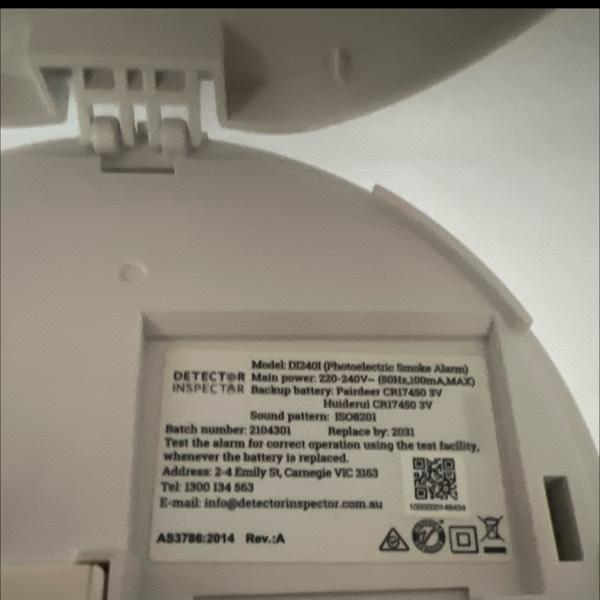 Model: DI240I (Photoelectric Smoke Alarm)
DETECTOR Main power: 220-240V~ (50Hz,100mA,MAX)
INSPECTOR Backup battery: Pairdeer CR17450 3V
Huiderui CR17450 3V
Sound pattern: ISO8201
Batch number: 2104301 Replace by: 2031
Test the alarm for correct operation using the test facility,
whenever the battery is replaced.
Address: 2-4 Emily St, Carnegie VIC 3163
Tel: 1300 134 563
E-mail: info@detectorinspector.com.au
AS3786:2014 Rev.:A